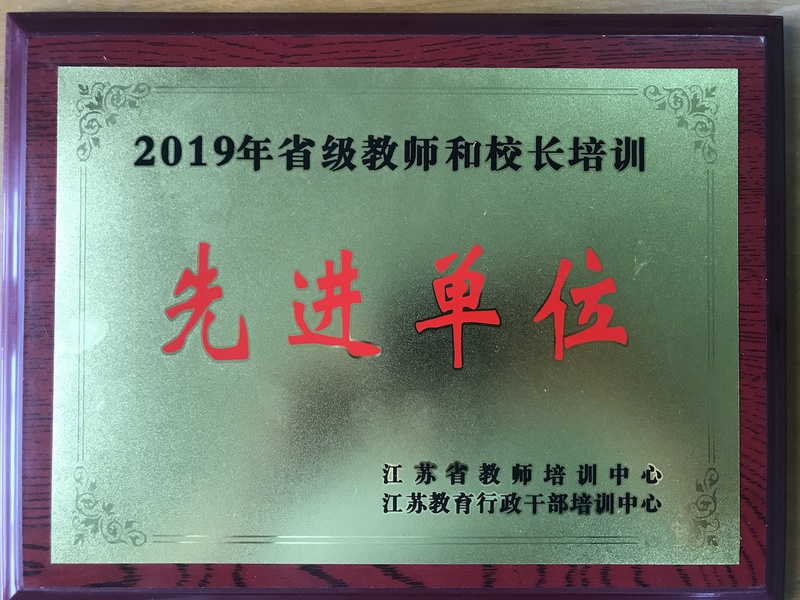 2019年省级教师和校长培训
先进单位
江苏省教师培训中心
江苏教育行政干部培训中心